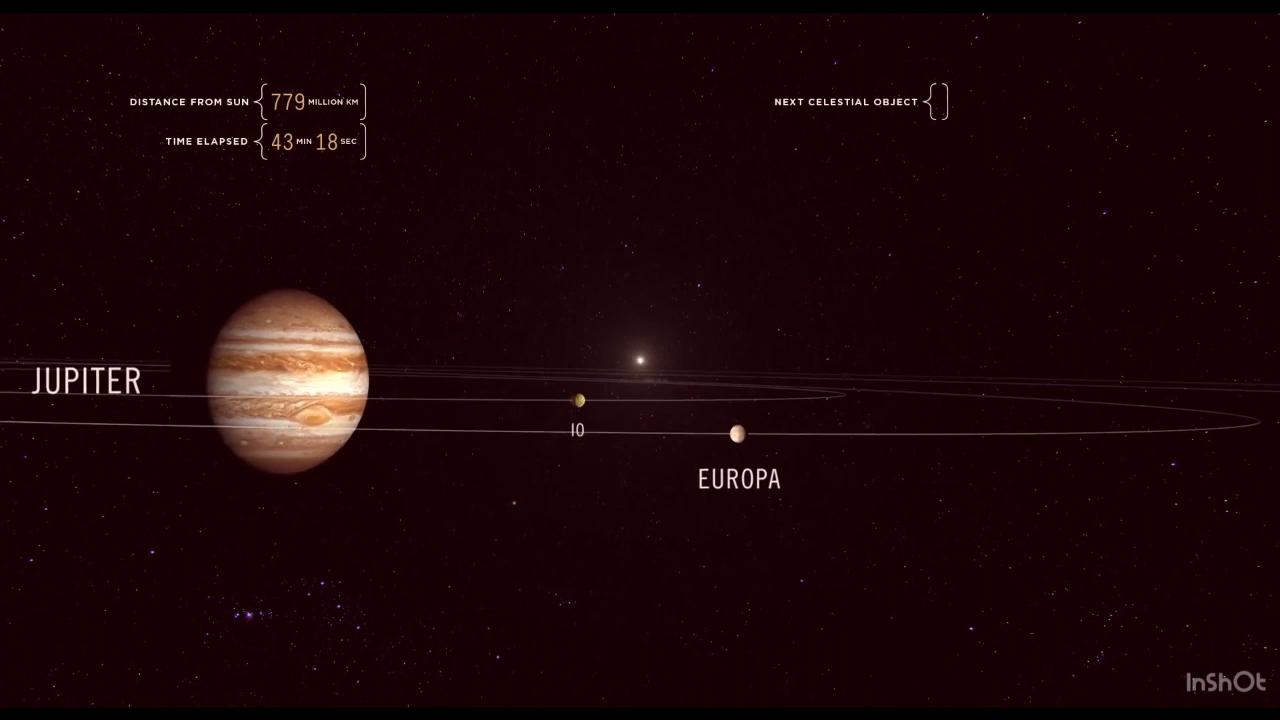 DISTANCE FROM SUN 779 MILLION KM
TIME ELAPSED 43 MIN 18 SEC
NEXT CELESTIAL OBJECT
JUPITER
IO
EUROPA
InShOt